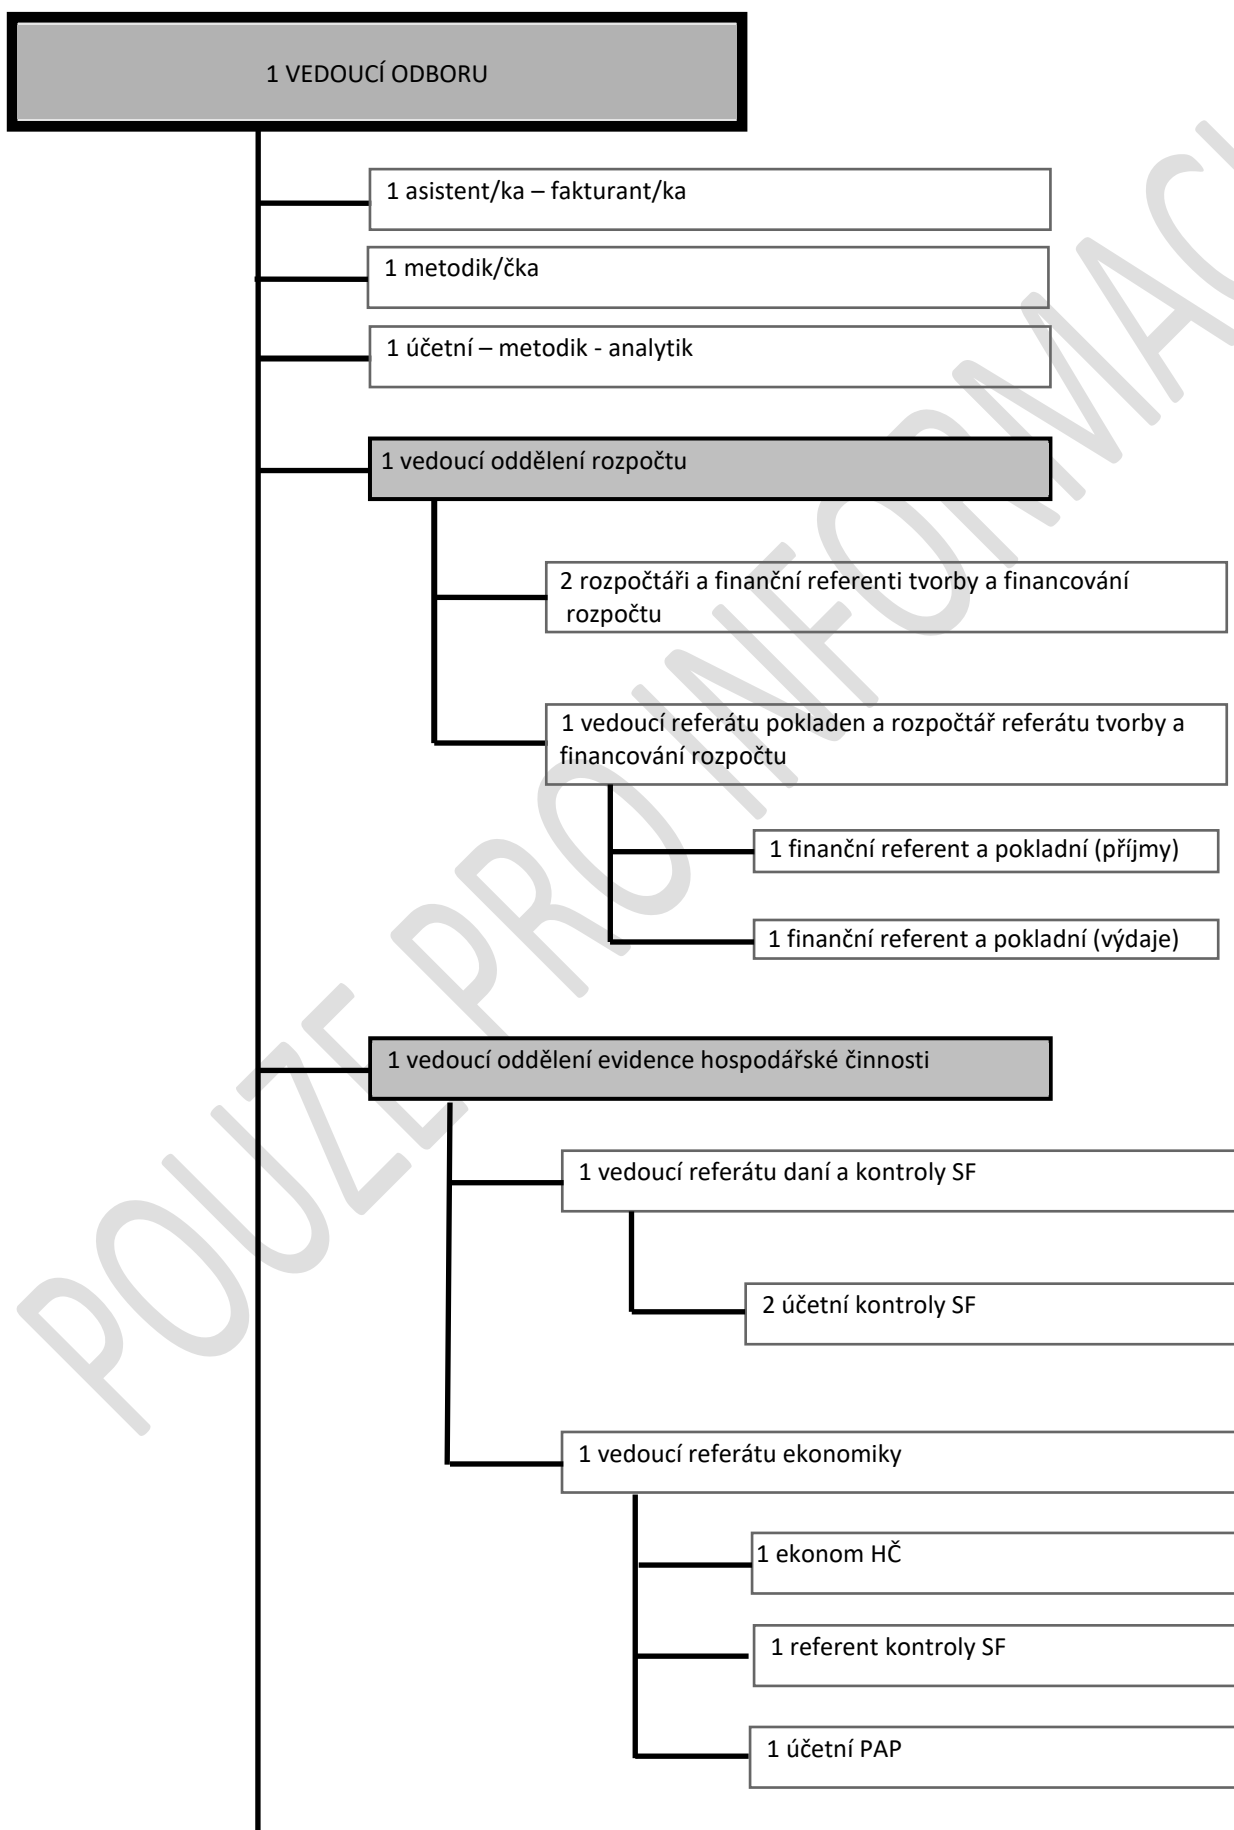 1 VEDOUCÍ ODBORU
1 asistent/ka – fakturant/ka
1 metodik/čka
1 účetní – metodik - analytik
1 vedoucí oddělení rozpočtu
2 rozpočtáři a finanční referenti tvorby a financování
rozpočtu
1 vedoucí referátu pokladen a rozpočtář referátu tvorby a
financování rozpočtu
1 finanční referent a pokladní (příjmy)
1 finanční referent a pokladní (výdaje)
1 vedoucí oddělení evidence hospodářské činnosti
1 vedoucí referátu daní a kontroly SF
2 účetní kontroly SF
1 vedoucí referátu ekonomiky
1 ekonom HČ
1 referent kontroly SF
1 účetní PAP
POUZE PRO INFORMAC